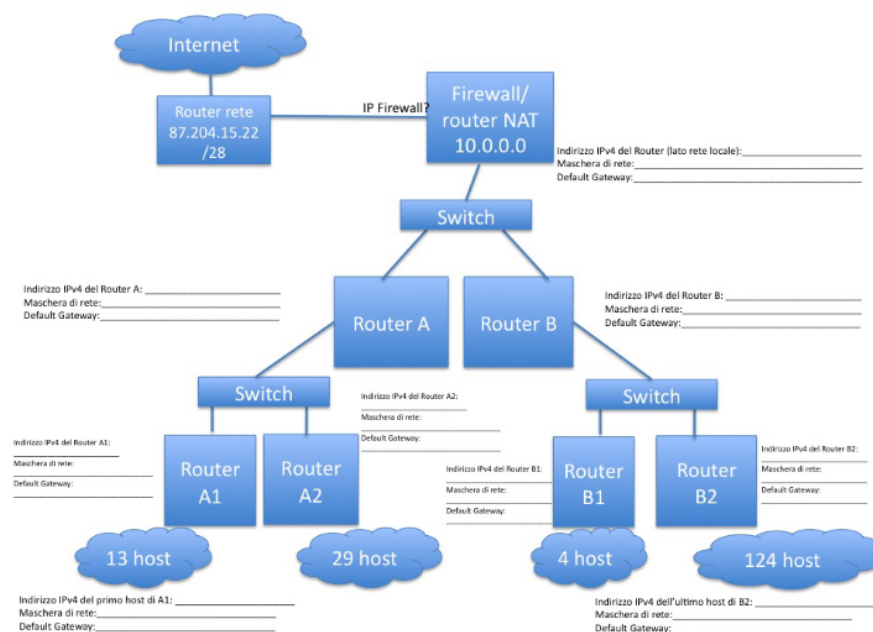 Internet
Router rete
87.204.15.22
/28
IP Firewall?
Firewall/
router NAT
10.0.0.0
Indirizzo IPv4 del Router (lato rete locale):
Maschera di rete:
Default Gateway:
Switch
Indirizzo IPv4 del Router A:
Maschera di rete:
Default Gateway:
Router A
Router B
Indirizzo IPv4 del Router B:
Maschera di rete:
Default Gateway:
Switch
Switch
Indirizzo IPv4 del Router A1:
Maschera di rete:
Default Gateway:
Router
A1
Router
A2
Indirizzo IPv4 del Router A2:
Maschera di rete:
Default Gateway:
Indirizzo IPv4 del Router B1:
Maschera di rete:
Default Gateway:
Router
B1
Router
B2
Indirizzo IPv4 del Router B2:
Maschera di rete:
Default Gateway:
13 host
29 host
4 host
124 host
Indirizzo IPv4 del primo host di A1:
Maschera di rete:
Default Gateway:
Indirizzo IPv4 dell'ultimo host di B2:
Maschera di rete:
Default Gateway: